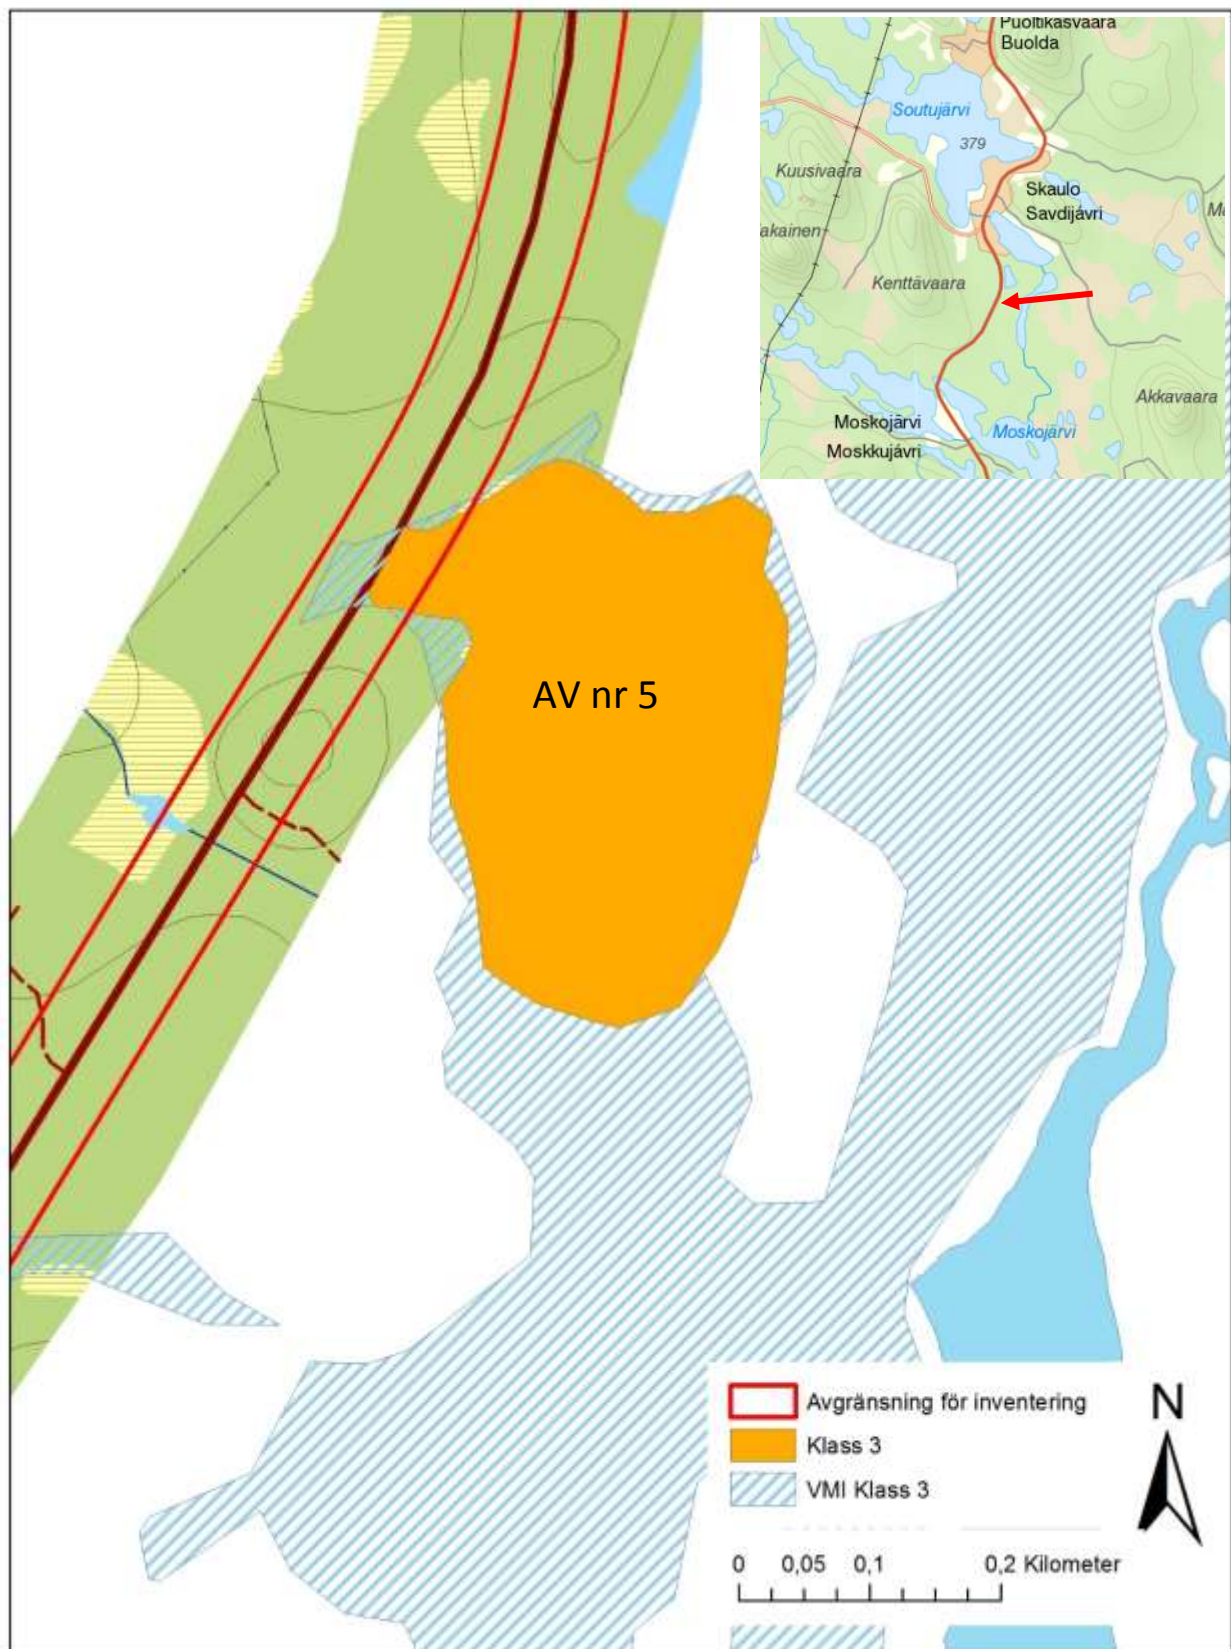 Puoltikasvaara
Buolda
Soutujärvi
379
Kuusivaara
Skaulo
Savdijávri
akainen
Kenttävaara
Akkavaara
Moskojärvi
Moskkujávri
Moskojärvi
AV nr 5
Avgränsning för inventering
Klass 3
VMI Klass 3
N
0 0,05 0,1 0,2 Kilometer